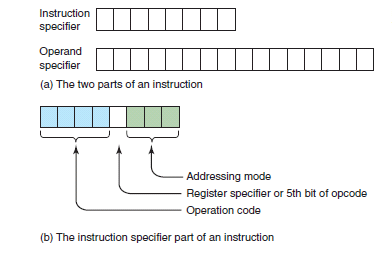 Instruction
specifier
Operand
specifier
(a) The two parts of an instruction
Addressing mode
Register specifier or 5th bit of opcode
Operation code
(b) The instruction specifier part of an instruction